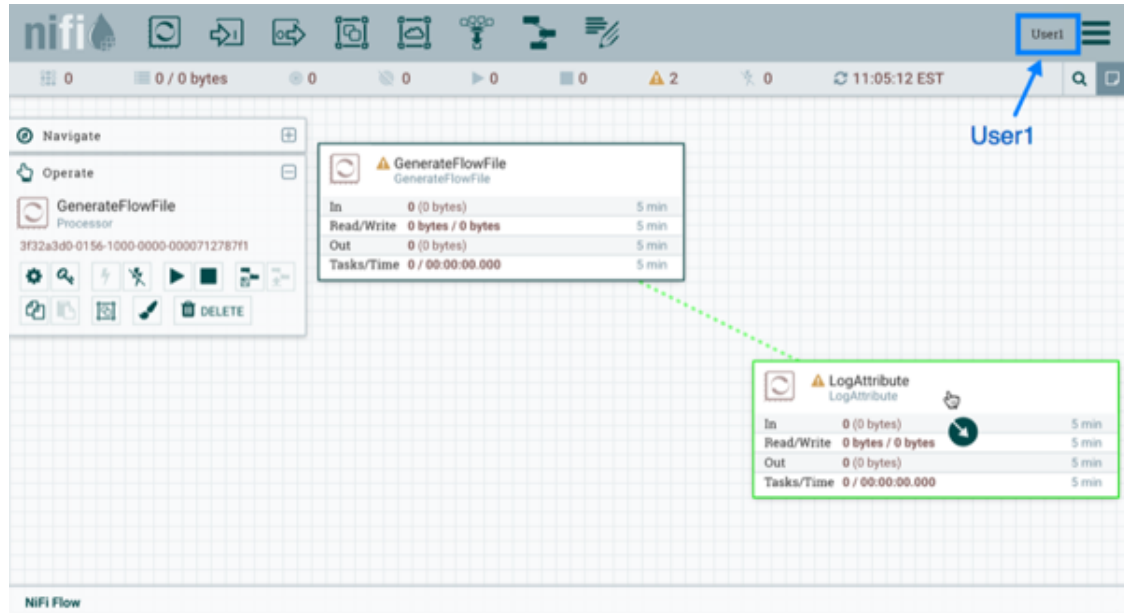 nifi
User1
0
0 / 0 bytes
0
0
0
0
2
0
11:05:12 EST
User1
Navigate
Operate
GenerateFlowFile
Processor
3f32a3d0-0156-1000-0000-0000712787f1
DELETE
GenerateFlowFile
GenerateFlowFile
In 0 (0 bytes) 5 min
Read/Write 0 bytes / 0 bytes 5 min
Out 0 (0 bytes) 5 min
Tasks/Time 0 / 00:00:00.000 5 min
LogAttribute
LogAttribute
In 0 (0 bytes) 5 min
Read/Write 0 bytes / 0 bytes 5 min
Out 0 (0 bytes) 5 min
Tasks/Time 0 / 00:00:00.000 5 min
NiFi Flow